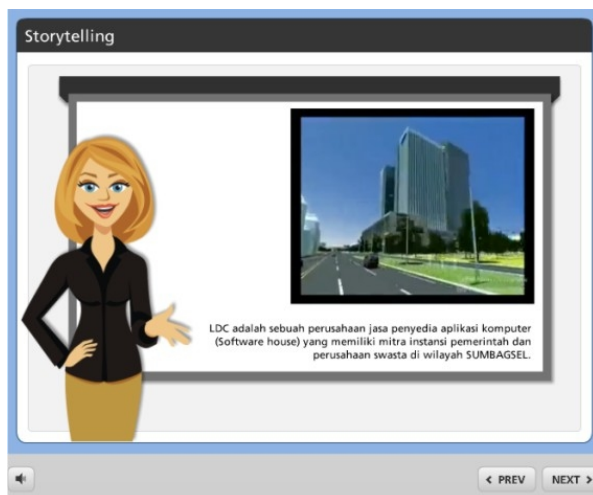 Storytelling
LDC adalah sebuah perusahaan jasa penyedia aplikasi komputer
(Software house) yang memiliki mitra instansi pemerintah dan
perusahaan swasta di wilayah SUMBAGSEL.
< PREV NEXT >